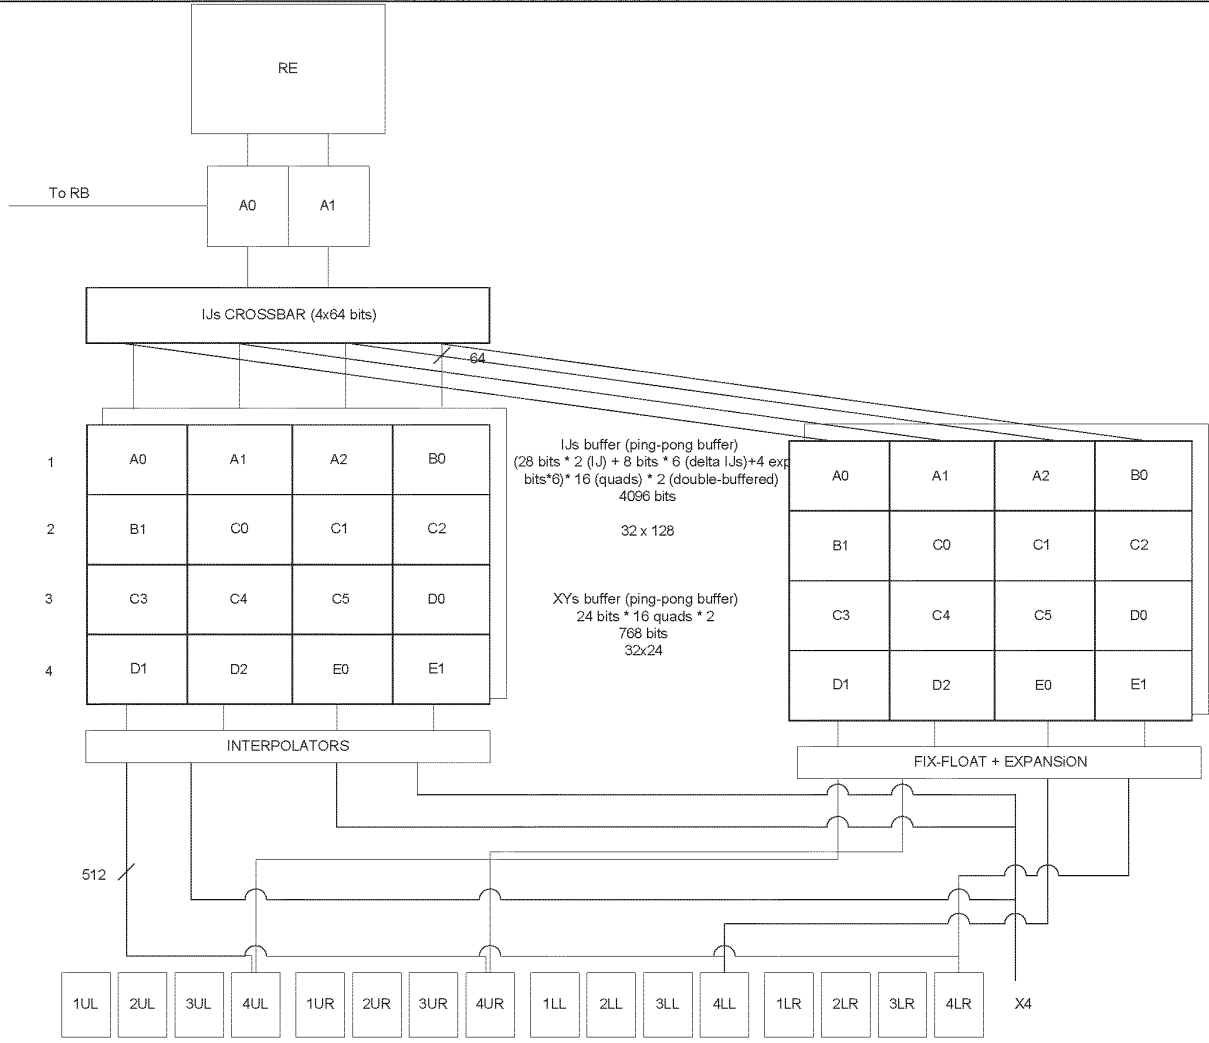 RE
To RB
A0
A1
IJs CROSSBAR (4x64 bits)
64
1
A0
A1
A2
B0
2
B1
C0
C1
C2
3
C3
C4
C5
D0
4
D1
D2
E0
E1
INTERPOLATORS
IJs buffer (ping-pong buffer)
(28 bits * 2 (IJ) + 8 bits * 6 (delta IJs)+4 exp
bits*6)* 16 (quads) * 2 (double-buffered)
4096 bits
32 x 128
XYs buffer (ping-pong buffer)
24 bits * 16 quads * 2
768 bits
32x24
A0
A1
A2
B0
B1
C0
C1
C2
C3
C4
C5
D0
D1
D2
E0
E1
FIX-FLOAT + EXPANSiON
512
1UL
2UL
3UL
4UL
1UR
2UR
3UR
4UR
1LL
2LL
3LL
4LL
1LR
2LR
3LR
4LR
X4